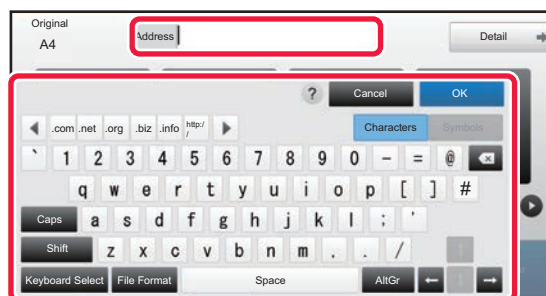 Original
A4
Address
Detail
? Cancel OK
.com .net .org .biz .info http:/
/
Characters Symbols
` 1 2 3 4 5 6 7 8 9 0 - = @
q w e r t y u i o p [ ] #
Caps a s d f g h j k l ; '
Shift z x c v b n m . . /
Keyboard Select File Format Space AltGr